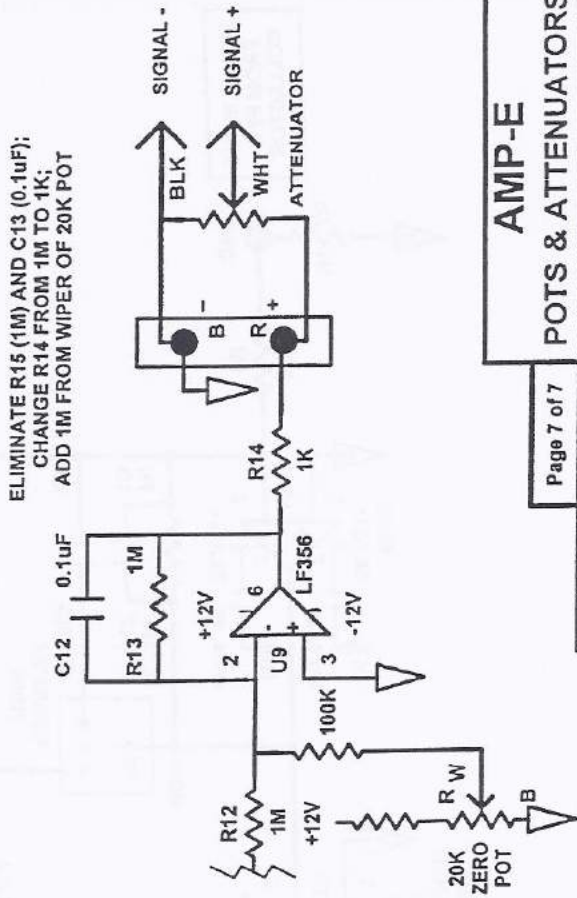 ELIMINATE R15 (1M) AND C13 (0.1uF);
CHANGE R14 FROM 1M TO 1K;
ADD 1M FROM WIPER OF 20K POT
C12
0.1uF
R13
1M
+12V
2
6
-
+
U9
LF356
3
-12V
R12
1M
100K
+12V
R
W
B
20K
ZERO
POT
R14
1K
B
-
R
+
BLK
SIGNAL -
WHT
SIGNAL +
ATTENUATOR
AMP-E
POTS & ATTENUATORS
Page 7 of 7